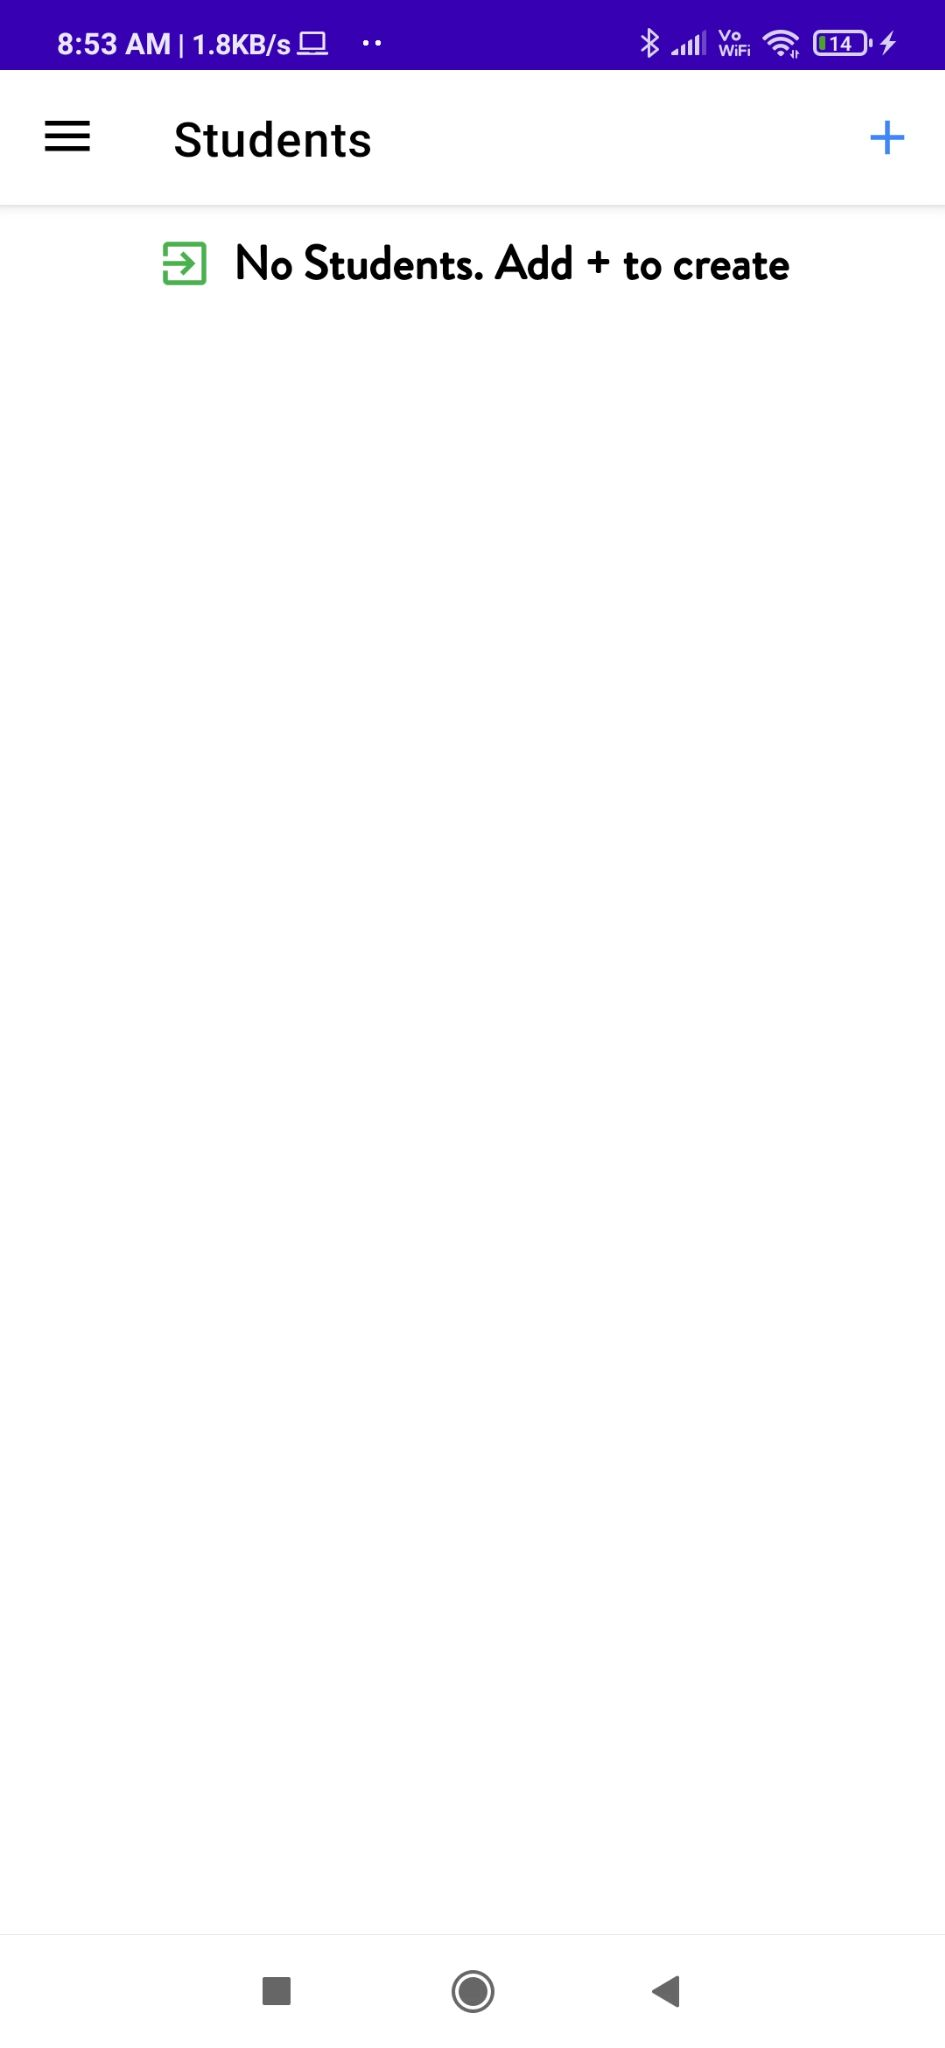 8:53 AM | 1.8KB/s
Vo WiFi 14
Students
No Students. Add + to create